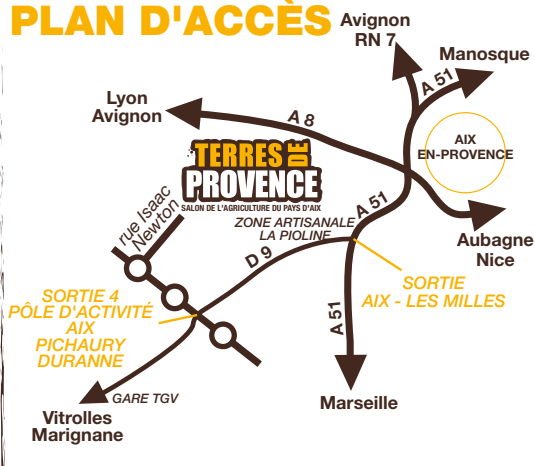 PLAN D'ACCÈS
Avignon
RN 7
Manosque
A 51
Lyon
Avignon
A 8
AIX
EN-PROVENCE
TERRES DE
PROVENCE
SALON DE L'AGRICULTURE DU PAYS D'AIX
rue Isaac
Newton
ZONE ARTISANALE
LA PIOLINE
A 51
Aubagne
Nice
D 9
SORTIE
AIX - LES MILLES
SORTIE 4
PÔLE D'ACTIVITÉ
AIX
PICHAURY
DURANNE
A 51
GARE TGV
Marseille
Vitrolles
Marignane